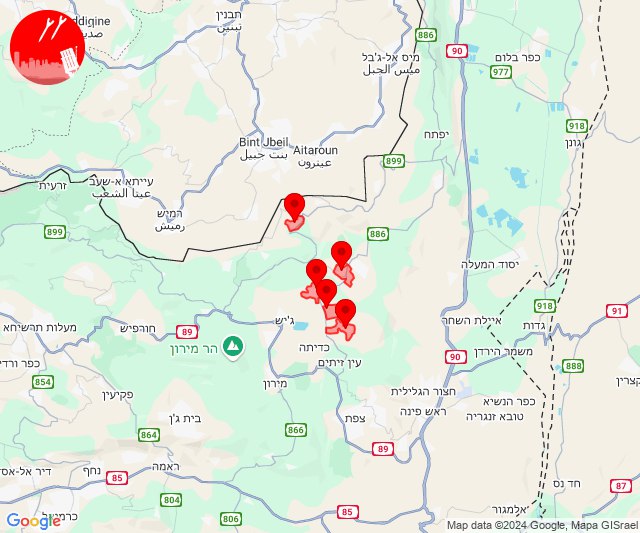 תבנין
تبنين
ddigine
صديقين
886
מיס אל-ג'בל
ميس الجبل
90
כפר בלום
977
918
גונן
יפתח
899
Bint Jbeil
بنت جبيل
Aitaroun
عيترون
עייתא א-שעב
عيتا الشعب
זרעית
רמיש
رميش
899
886
יסוד המעלה
918
91
איילת השחר
גדות
מעלות תרשיחא
חורפיש
89
ג'יש
הר מירון
כדיתה
עין זיתים
90
משמר הירדן
888
קצרין
כפר ורדי
854
מירון
פקיעין
חצור הגלילית
ראש פינה
כפר הנשיא
טובא זנגריה
בית ג'ן
צפת
864
866
89
דיר אל-אסד
נחף
85
ראמה
804
806
85
חד נס
87
אלמגור
כרמיאל
Google
Map data ©2024 Google, Mapa GISrael